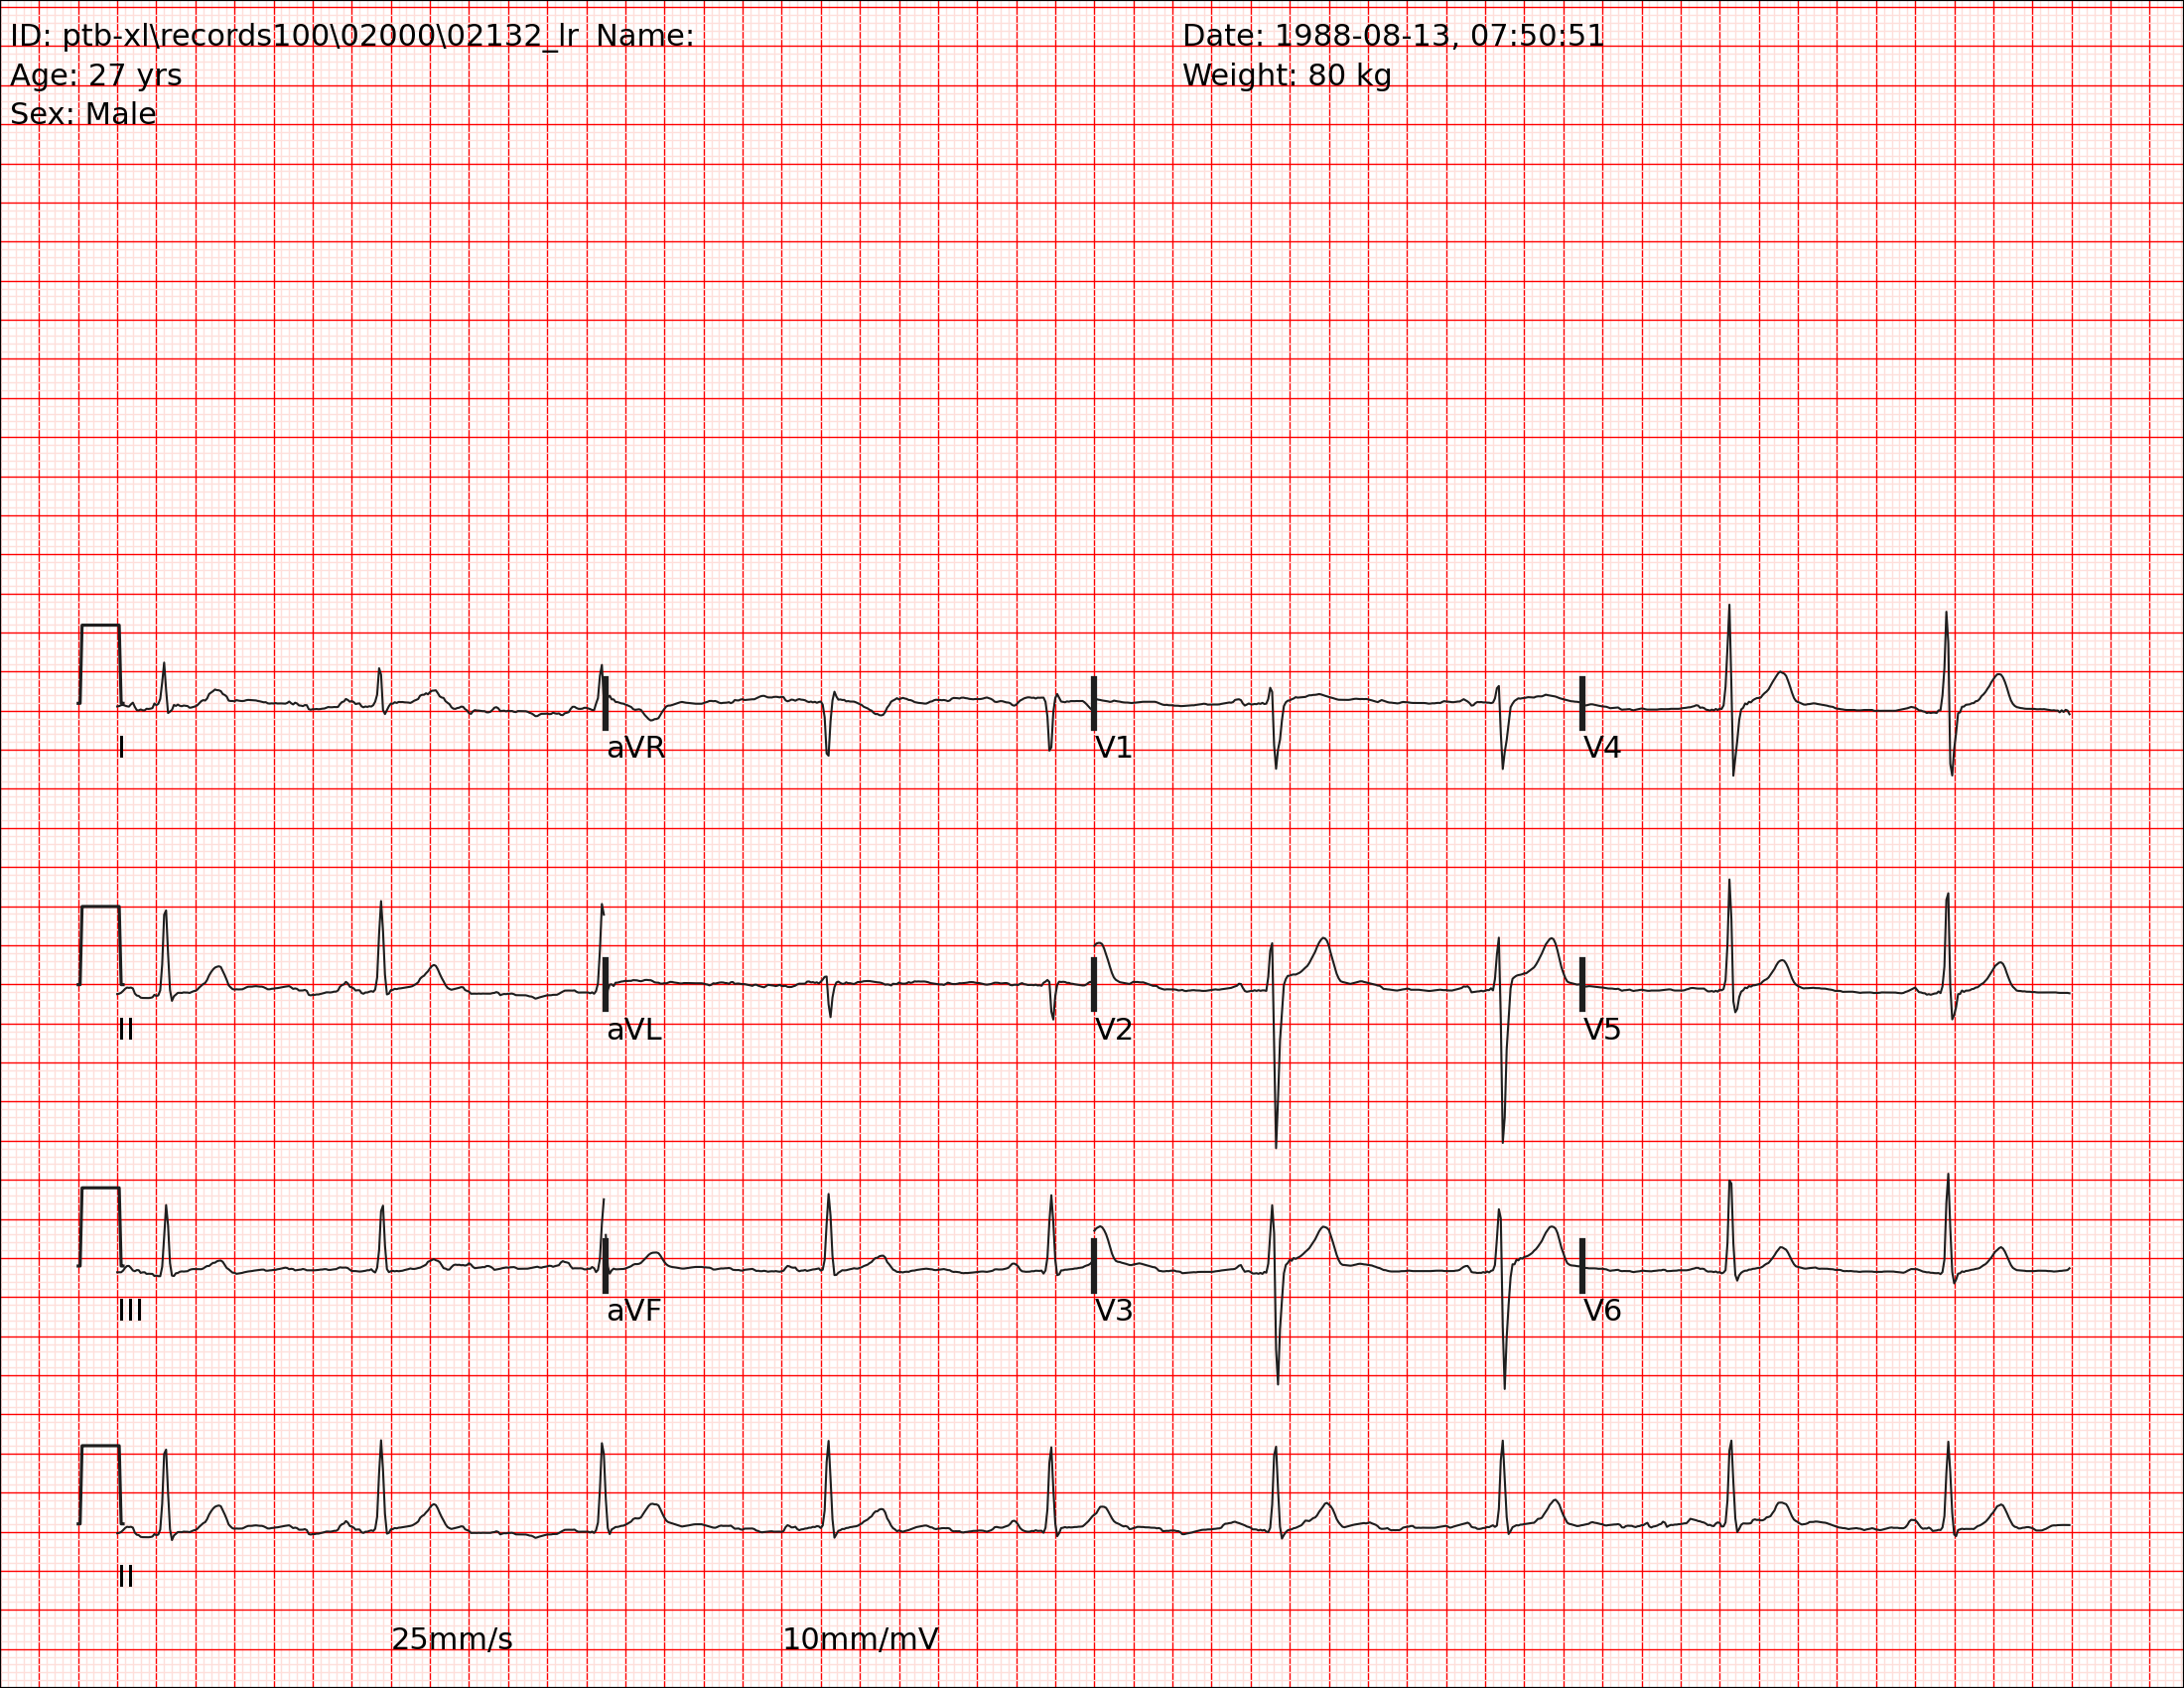 ID: ptb-xl\records100\02000\02132_lr  Name:
Date: 1988-08-13, 07:50:51
Age: 27 yrs
Weight: 80 kg
Sex: Male
I
aVR
V1
V4
II
aVL
V2
V5
III
aVF
V3
V6
II
25mm/s
10mm/mV